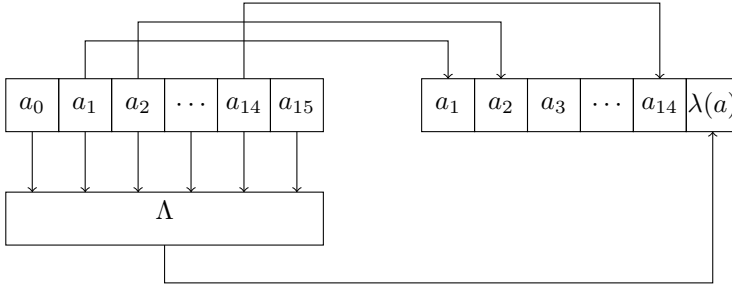 a₀ a₁ a₂ ⋯ a₁₄ a₁₅
a₁ a₂ a₃ ⋯ a₁₄ λ(a)
Λ